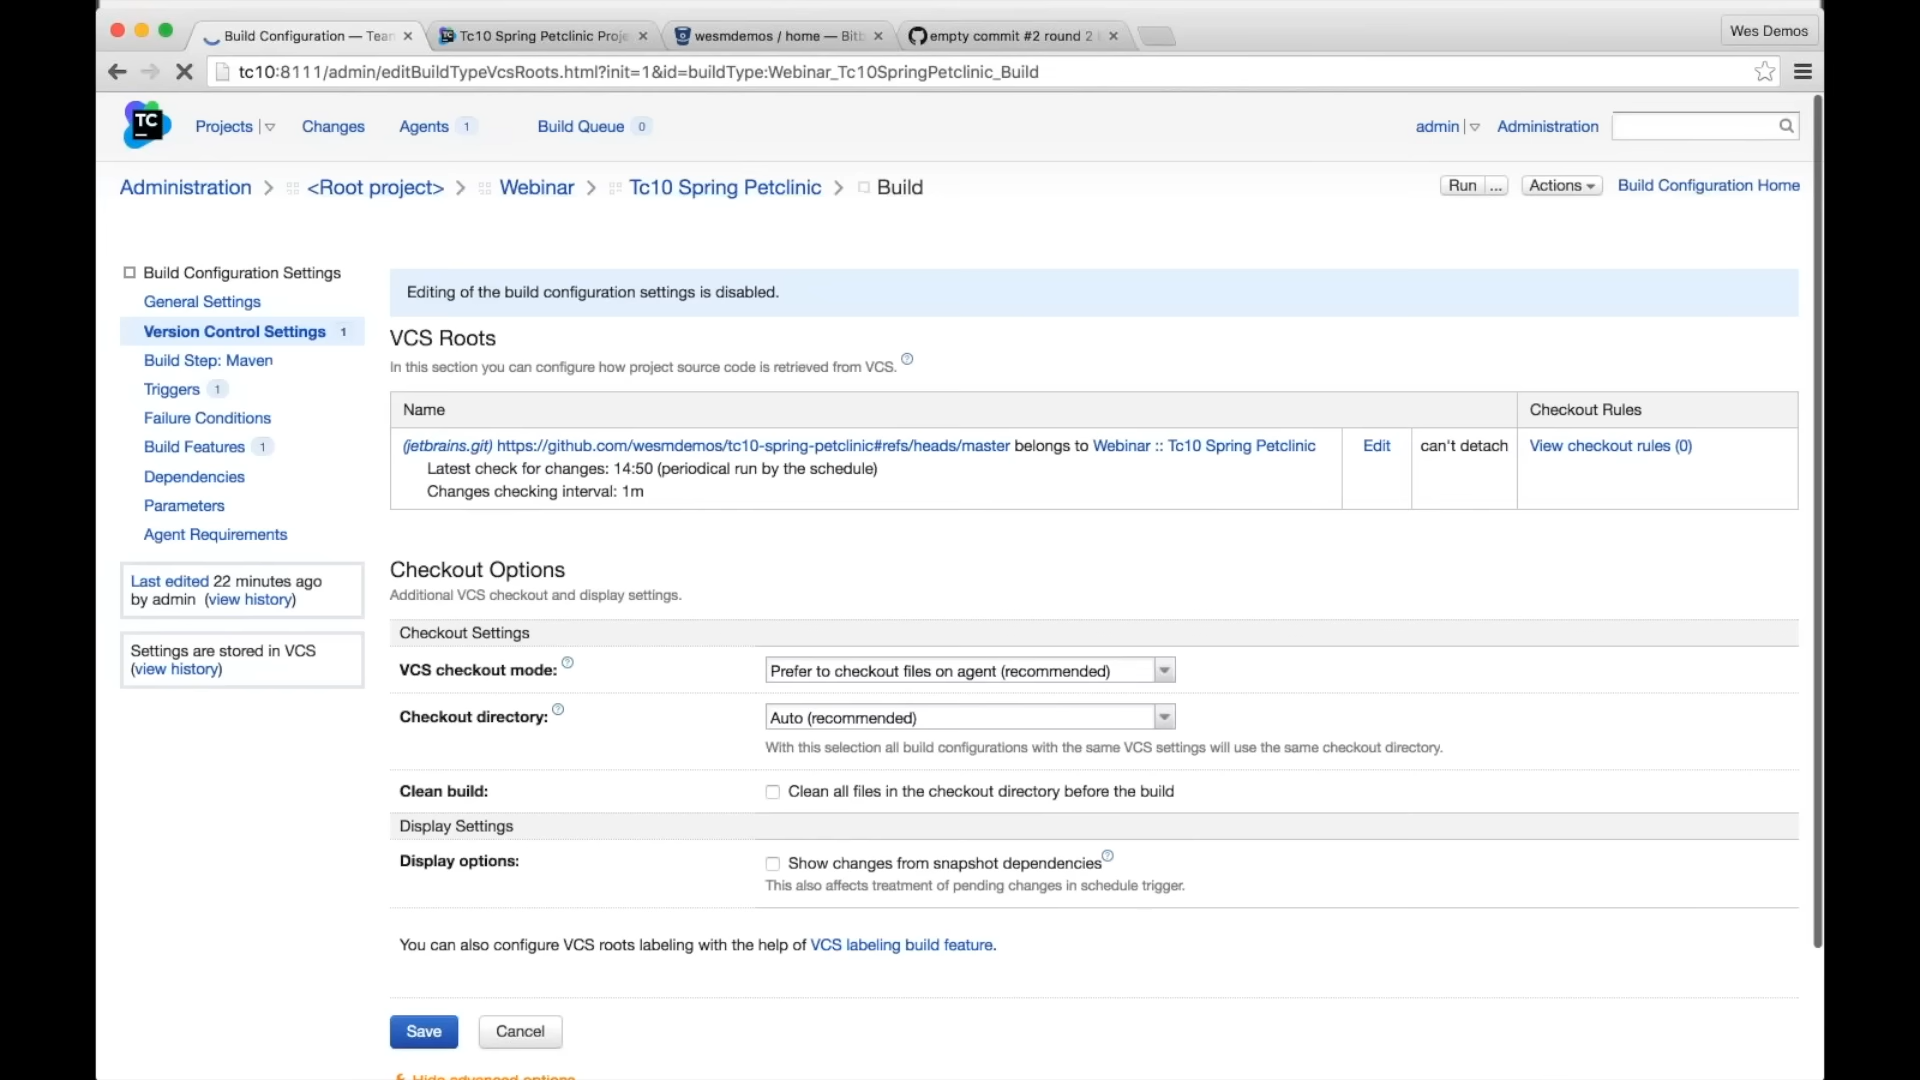 Build Configuration — Tear
Tc10 Spring Petclinic Proje
wesmdemos / home — Bitb
empty commit #2 round 2
Wes Demos
tc10:8111/admin/editBuildTypeVcsRoots.html?init=1&id=buildType:Webinar_Tc10SpringPetclinic_Build
TC
Projects
Changes
Agents 1
Build Queue 0
admin
Administration
Administration > <Root project> > Webinar > Tc10 Spring Petclinic > Build
Run ...
Actions
Build Configuration Home
Build Configuration Settings
General Settings
Version Control Settings 1
Build Step: Maven
Triggers 1
Failure Conditions
Build Features 1
Dependencies
Parameters
Agent Requirements
Last edited 22 minutes ago
by admin (view history)
Settings are stored in VCS
(view history)
Editing of the build configuration settings is disabled.
VCS Roots
In this section you can configure how project source code is retrieved from VCS. ?
Name
Checkout Rules
(jetbrains.git) https://github.com/wesmdemos/tc10-spring-petclinic#refs/heads/master belongs to Webinar :: Tc10 Spring Petclinic
Edit
can't detach
View checkout rules (0)
Latest check for changes: 14:50 (periodical run by the schedule)
Changes checking interval: 1m
Checkout Options
Additional VCS checkout and display settings.
Checkout Settings
VCS checkout mode: ?
Prefer to checkout files on agent (recommended)
Checkout directory: ?
Auto (recommended)
With this selection all build configurations with the same VCS settings will use the same checkout directory.
Clean build:
Clean all files in the checkout directory before the build
Display Settings
Display options:
Show changes from snapshot dependencies ?
This also affects treatment of pending changes in schedule trigger.
You can also configure VCS roots labeling with the help of VCS labeling build feature.
Save
Cancel
Hide advanced options